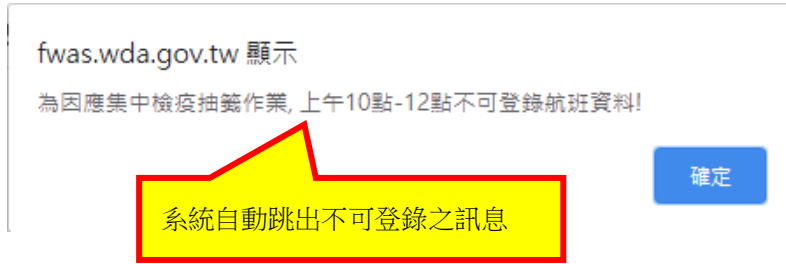 fwas.wda.gov.tw 顯示
為因應集中檢疫抽籤作業, 上午10點-12點不可登錄航班資料!
確定
系統自動跳出不可登錄之訊息